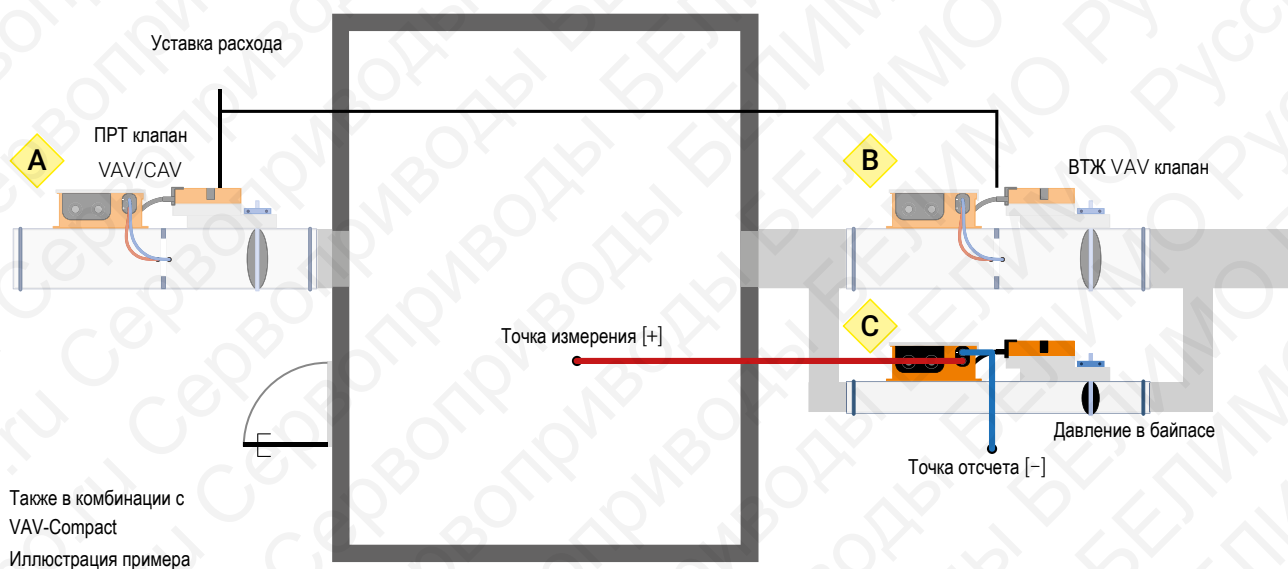 Уставка расхода
ПРТ клапан
VAV/CAV
A
B
ВТЖ VAV клапан
C
Точка измерения [+]
Давление в байпасе
Точка отсчета [−]
Также в комбинации с
VAV-Compact
Иллюстрация примера